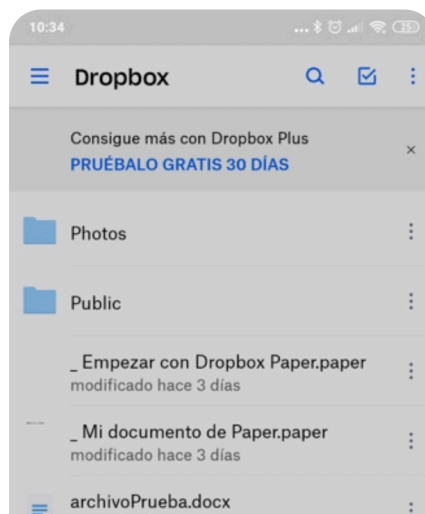 10:34
25
Dropbox
Consigue más con Dropbox Plus
PRUÉBALO GRATIS 30 DÍAS
Photos
Public
_ Empezar con Dropbox Paper.paper
modificado hace 3 días
_ Mi documento de Paper.paper
modificado hace 3 días
archivoPrueba.docx